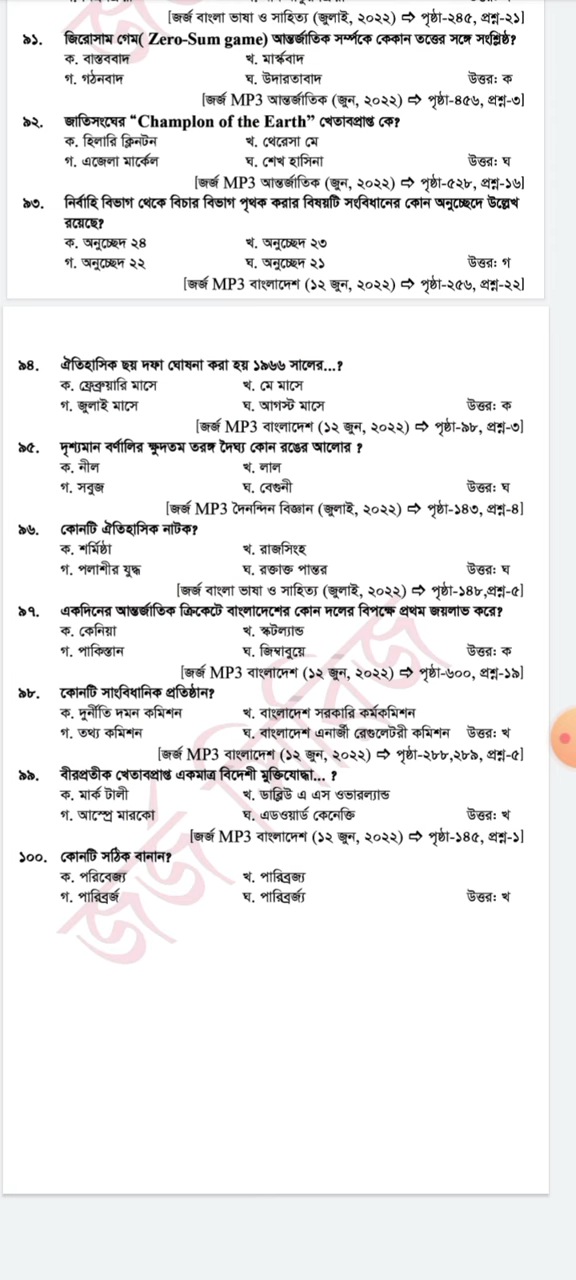 [জর্জ বাংলা ভাষা ও সাহিত্য (জুলাই, ২০২২) ⇨ পৃষ্ঠা-২৪৫, প্রশ্ন-২১]
৯১. জিরোসাম গেম( Zero-Sum game) আন্তর্জাতিক সর্ম্পকে কেকান তত্তের সঙ্গে সংশ্লিষ্ঠ?
ক. বাস্তববাদ খ. মার্ক্সবাদ
গ. গঠনবাদ ঘ. উদারতাবাদ উত্তর: ক
[জর্জ MP3 আন্তর্জাতিক (জুন, ২০২২) ⇨ পৃষ্ঠা-৪৫৬, প্রশ্ন-৩]
৯২. জাতিসংঘের “Champlon of the Earth” খেতাবপ্রাপ্ত কে?
ক. হিলারি ক্লিনটন খ. থেরেসা মে
গ. এজেলা মার্কেল ঘ. শেখ হাসিনা উত্তর: ঘ
[জর্জ MP3 আন্তর্জাতিক (জুন, ২০২২) ⇨ পৃষ্ঠা-৫২৮, প্রশ্ন-১৬]
৯৩. নির্বাহি বিভাগ থেকে বিচার বিভাগ পৃথক করার বিষয়টি সংবিধানের কোন অনুচ্ছেদে উল্লেখ
রয়েছে?
ক. অনুচ্ছেদ ২৪ খ. অনুচ্ছেদ ২৩
গ. অনুচ্ছেদ ২২ ঘ. অনুচ্ছেদ ২১ উত্তর: গ
[জর্জ MP3 বাংলাদেশ (১২ জুন, ২০২২) ⇨ পৃষ্ঠা-২৫৬, প্রশ্ন-২২]
৯৪. ঐতিহাসিক ছয় দফা ঘোষনা করা হয় ১৯৬৬ সালের...?
ক. ফ্রেব্রুয়ারি মাসে খ. মে মাসে
গ. জুলাই মাসে ঘ. আগস্ট মাসে উত্তর: ক
[জর্জ MP3 বাংলাদেশ (১২ জুন, ২০২২) ⇨ পৃষ্ঠা-৯৮, প্রশ্ন-৩]
৯৫. দৃশ্যমান বর্ণালির ক্ষুদতম তরঙ্গ দৈঘ্য কোন রঙের আলোর ?
ক. নীল খ. লাল
গ. সবুজ ঘ. বেগুনী উত্তর: ঘ
[জর্জ MP3 দৈনন্দিন বিজ্ঞান (জুলাই, ২০২২) ⇨ পৃষ্ঠা-১৪৩, প্রশ্ন-৪]
৯৬. কোনটি ঐতিহাসিক নাটক?
ক. শর্মিষ্ঠা খ. রাজসিংহ
গ. পলাশীর যুদ্ধ ঘ. রক্তাক্ত পান্তর উত্তর: ঘ
[জর্জ বাংলা ভাষা ও সাহিত্য (জুলাই, ২০২২) ⇨ পৃষ্ঠা-১৪৮,প্রশ্ন-৫]
৯৭. একদিনের আন্তর্জাতিক ক্রিকেটে বাংলাদেশের কোন দলের বিপক্ষে প্রথম জয়লাভ করে?
ক. কেনিয়া খ. স্কটল্যান্ড
গ. পাকিস্তান ঘ. জিম্বাবুয়ে উত্তর: ক
[জর্জ MP3 বাংলাদেশ (১২ জুন, ২০২২) ⇨ পৃষ্ঠা-৬০০, প্রশ্ন-১৯]
৯৮. কোনটি সাংবিধানিক প্রতিষ্ঠান?
ক. দুর্নীতি দমন কমিশন খ. বাংলাদেশ সরকারি কর্মকমিশন
গ. তথ্য কমিশন ঘ. বাংলাদেশ এনার্জী রেগুলেটরী কমিশন উত্তর: খ
[জর্জ MP3 বাংলাদেশ (১২ জুন, ২০২২) ⇨ পৃষ্ঠা-২৮৮,২৮৯, প্রশ্ন-৫]
৯৯. বীরপ্রতীক খেতাবপ্রাপ্ত একমাত্র বিদেশী মুক্তিযোদ্ধা... ?
ক. মার্ক টালী খ. ডাব্লিউ এ এস ওভারল্যান্ড
গ. আন্দ্রে মারকো ঘ. এডওয়ার্ড কেনেক্তি উত্তর: খ
[জর্জ MP3 বাংলাদেশ (১২ জুন, ২০২২) ⇨ পৃষ্ঠা-১৪৫, প্রশ্ন-১]
১০০. কোনটি সঠিক বানান?
ক. পরিবেজ্য খ. পারিব্রজ্য
গ. পারিব্রর্জ ঘ. পারিব্রর্জ্য উত্তর: খ
জর্জ সিরিজ